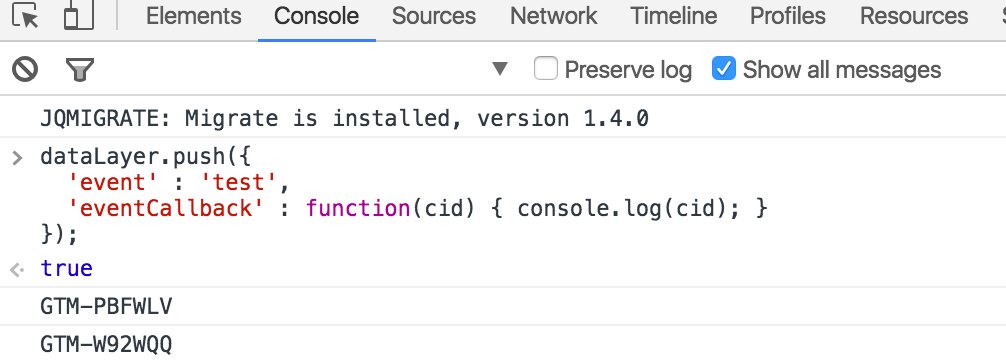 Elements Console Sources Network Timeline Profiles Resources
Preserve log Show all messages
JQMIGRATE: Migrate is installed, version 1.4.0
> dataLayer.push({
'event' : 'test',
'eventCallback' : function(cid) { console.log(cid); }
});
true
GTM-PBFWLV
GTM-W92WQQ